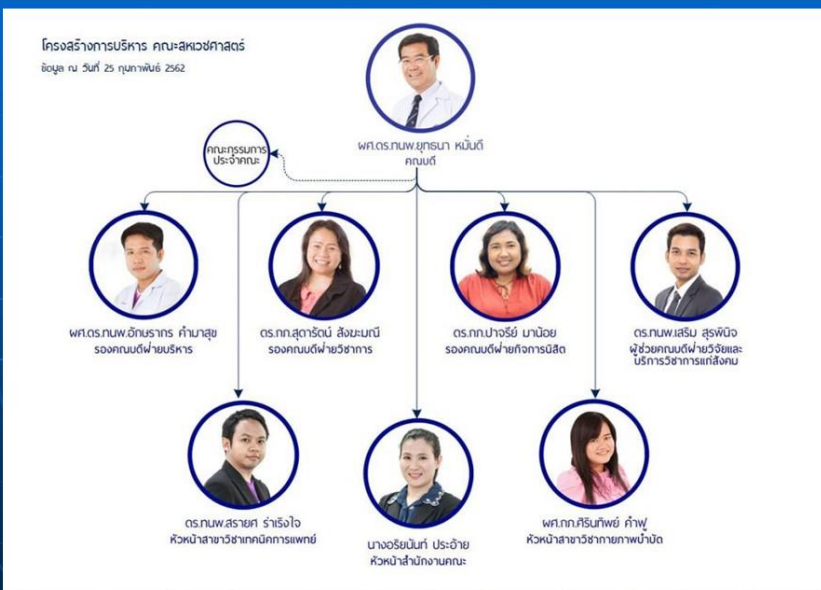 โครงสร้างการบริหาร คณะสหเวชศาสตร์
ข้อมูล ณ วันที่ 25 กุมภาพันธ์ 2562
ผศ.ดร.ทนพ.ยุทธนา หมั่นดี
คณบดี
คณะกรรมการ
ประจำคณะ
ผศ.ดร.ทนพ.อักษรากร คำมาสุข
รองคณบดีฝ่ายบริหาร
ดร.กภ.สุดารัตน์ สังฆะมณี
รองคณบดีฝ่ายวิชาการ
ดร.กภ.ปาจรีย์ มาน้อย
รองคณบดีฝ่ายกิจการนิสิต
ดร.ทนพ.เสริม สุรพินิจ
ผู้ช่วยคณบดีฝ่ายวิจัยและ
บริการวิชาการแก่สังคม
ดร.ทนพ.สรายศ ร่าเริงใจ
หัวหน้าสาขาวิชาเทคนิคการแพทย์
นางอริยนันท์ ประอ้าย
หัวหน้าสำนักงานคณะ
ผศ.กภ.ศิรินทิพย์ คำฟู
หัวหน้าสาขาวิชากายภาพบำบัด